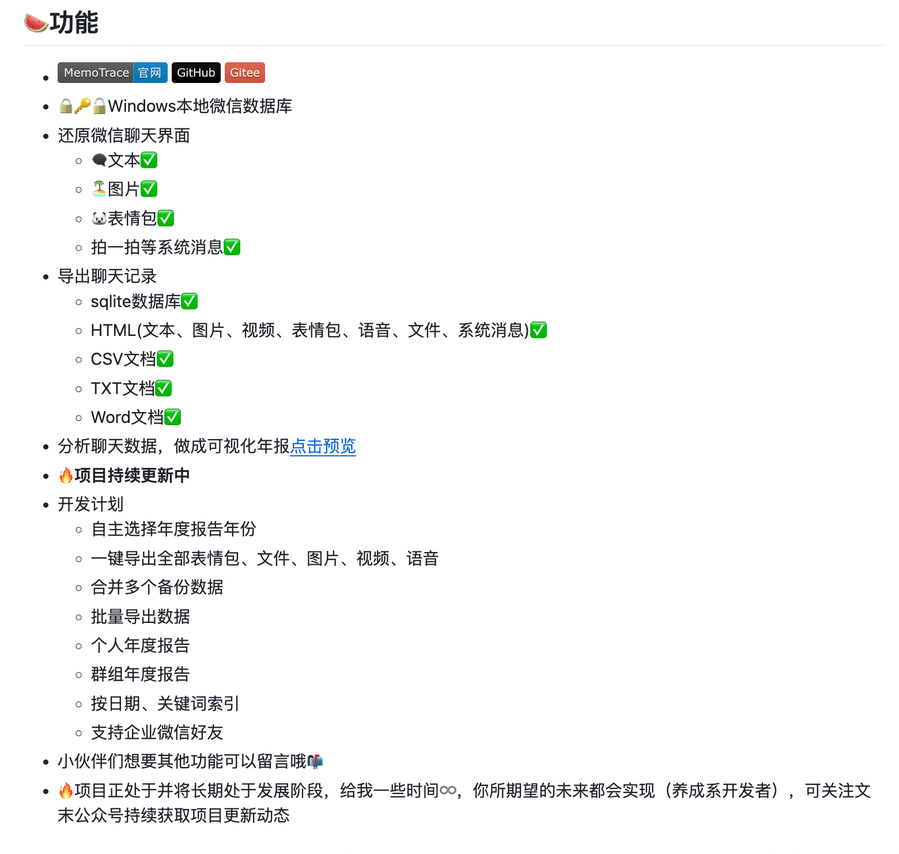 🍉功能
MemoTrace 官网 GitHub Gitee
🔒🔑🔓Windows本地微信数据库
还原微信聊天界面
🗨文本✅
🏝图片✅
🐻‍❄️表情包✅
拍一拍等系统消息✅
导出聊天记录
sqlite数据库✅
HTML(文本、图片、视频、表情包、语音、文件、系统消息)✅
CSV文档✅
TXT文档✅
Word文档✅
分析聊天数据，做成可视化年报点击预览
🔥项目持续更新中
开发计划
自主选择年度报告年份
一键导出全部表情包、文件、图片、视频、语音
合并多个备份数据
批量导出数据
个人年度报告
群组年度报告
按日期、关键词索引
支持企业微信好友
小伙伴们想要其他功能可以留言哦📬
🔥项目正处于并将长期处于发展阶段，给我一些时间♾，你所期望的未来都会实现（养成系开发者），可关注文
末公众号持续获取项目更新动态